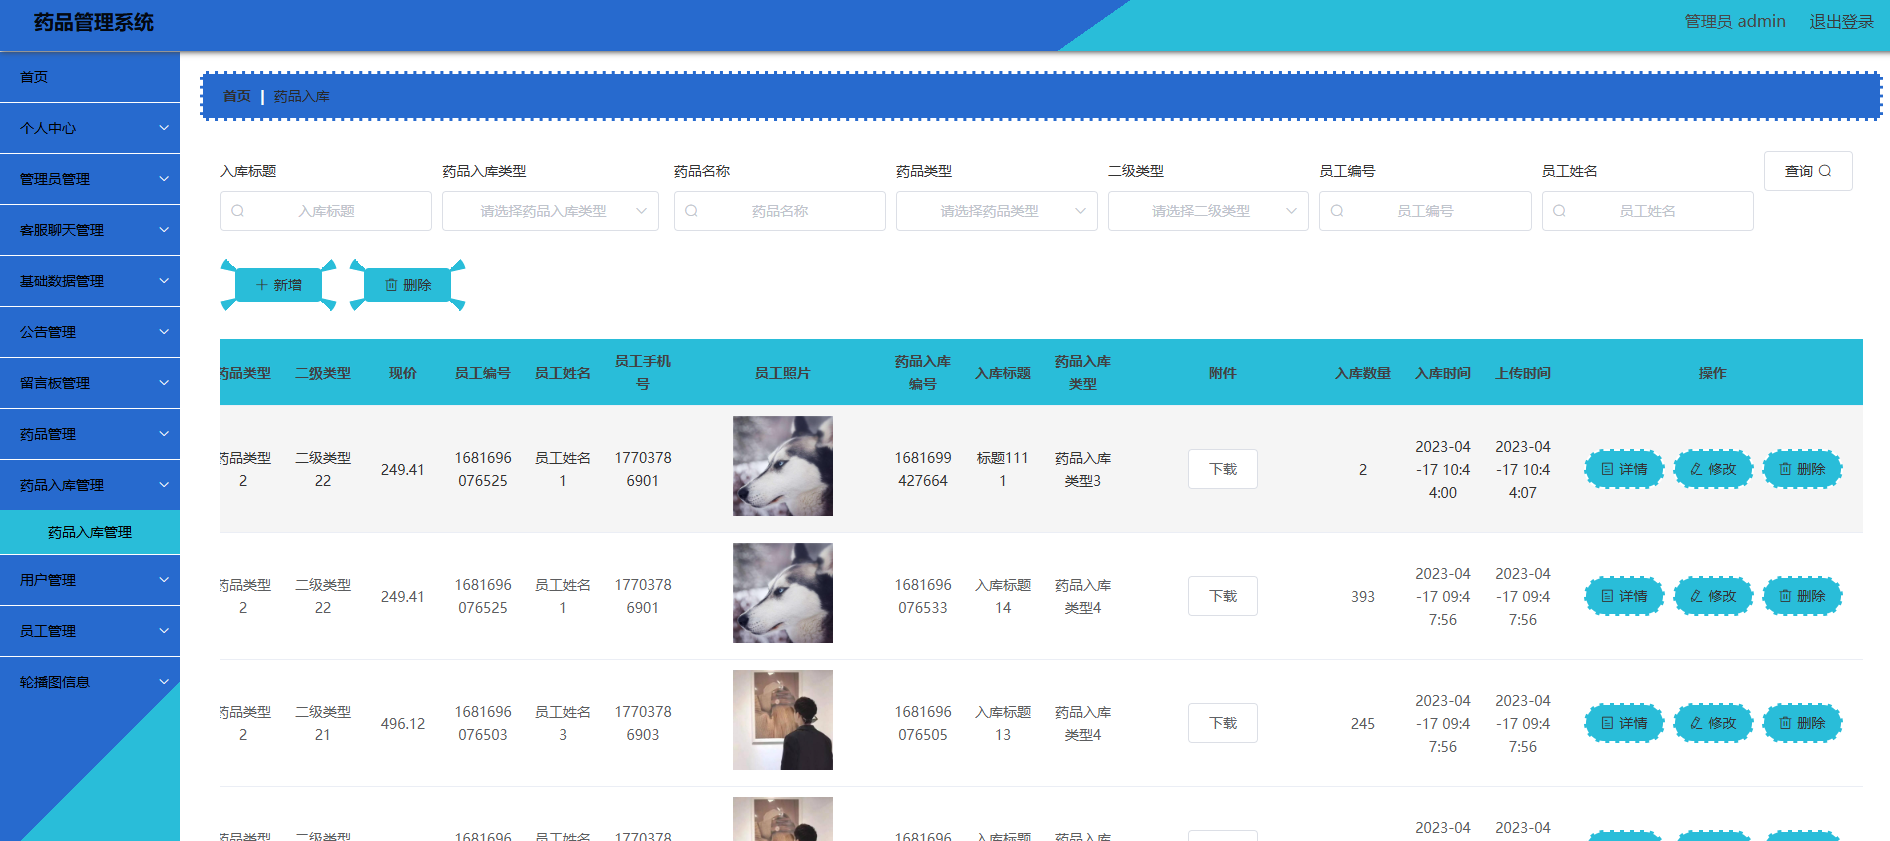 药品管理系统
管理员 admin 退出登录
首页
个人中心
管理员管理
客服聊天管理
基础数据管理
公告管理
留言板管理
药品管理
药品入库管理
药品入库管理
用户管理
员工管理
轮播图信息
首页 | 药品入库
入库标题 药品入库类型 药品名称 药品类型 二级类型 员工编号 员工姓名 查询
入库标题 请选择药品入库类型 药品名称 请选择药品类型 请选择二级类型 员工编号 员工姓名
新增 删除
药品类型 二级类型 现价 员工编号 员工姓名 员工手机号 员工照片 药品入库编号 入库标题 药品入库类型 附件 入库数量 入库时间 上传时间 操作
药品类型2 二级类型22 249.41 1681696076525 员工姓名1 17703786901 1681699427664 标题1111 药品入库类型3 下载 2 2023-04-17 10:44:00 2023-04-17 10:44:07 详情 修改 删除
药品类型2 二级类型22 249.41 1681696076525 员工姓名1 17703786901 1681696076533 入库标题14 药品入库类型4 下载 393 2023-04-17 09:47:56 2023-04-17 09:47:56 详情 修改 删除
药品类型2 二级类型21 496.12 1681696076503 员工姓名3 17703786903 1681696076505 入库标题13 药品入库类型4 下载 245 2023-04-17 09:47:56 2023-04-17 09:47:56 详情 修改 删除
药品类型 二级类型 1681696 员工姓名 1770378 1681696 入库标题 药品入库 2023-04 2023-04